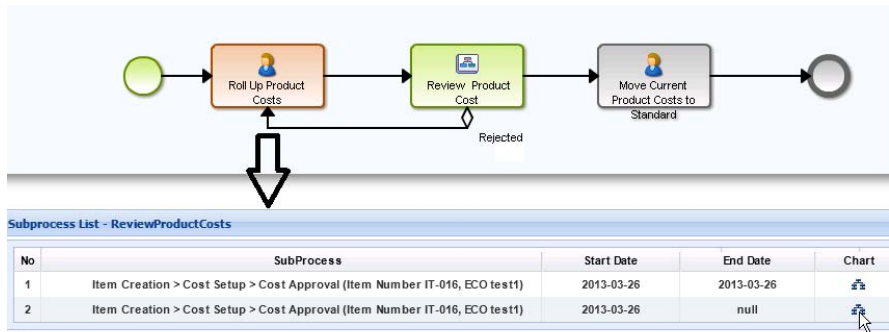 Roll Up Product
Costs
Review Product
Cost
Move Current
Product Costs to
Standard
Rejected
Subprocess List - ReviewProductCosts
No SubProcess Start Date End Date Chart
1 Item Creation > Cost Setup > Cost Approval (Item Number IT-016, ECO test1) 2013-03-26 2013-03-26
2 Item Creation > Cost Setup > Cost Approval (Item Number IT-016, ECO test1) 2013-03-26 null